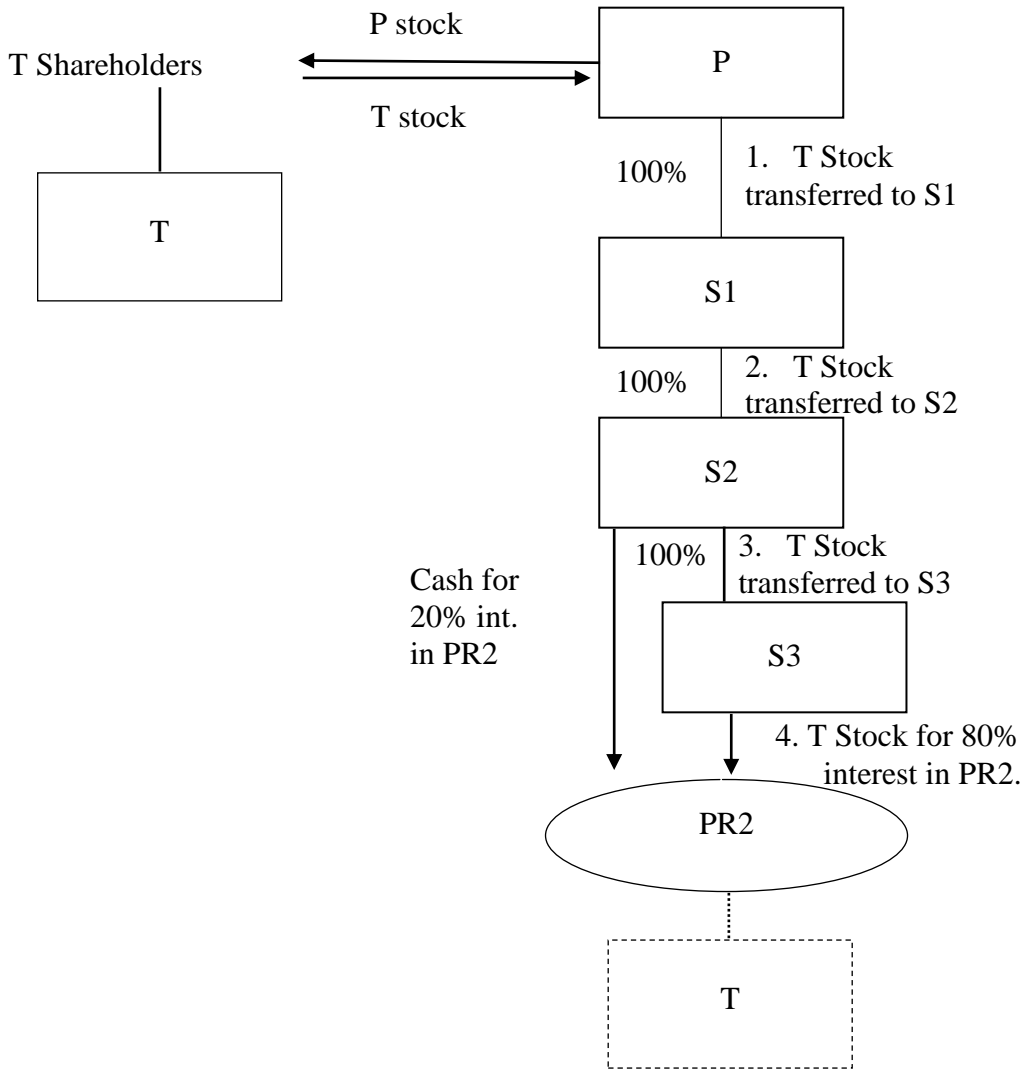 P stock
T Shareholders
P
T stock
T
100%
1. T Stock
transferred to S1
S1
100%
2. T Stock
transferred to S2
S2
100%
3. T Stock
transferred to S3
Cash for
20% int.
in PR2
S3
4. T Stock for 80%
interest in PR2.
PR2
T